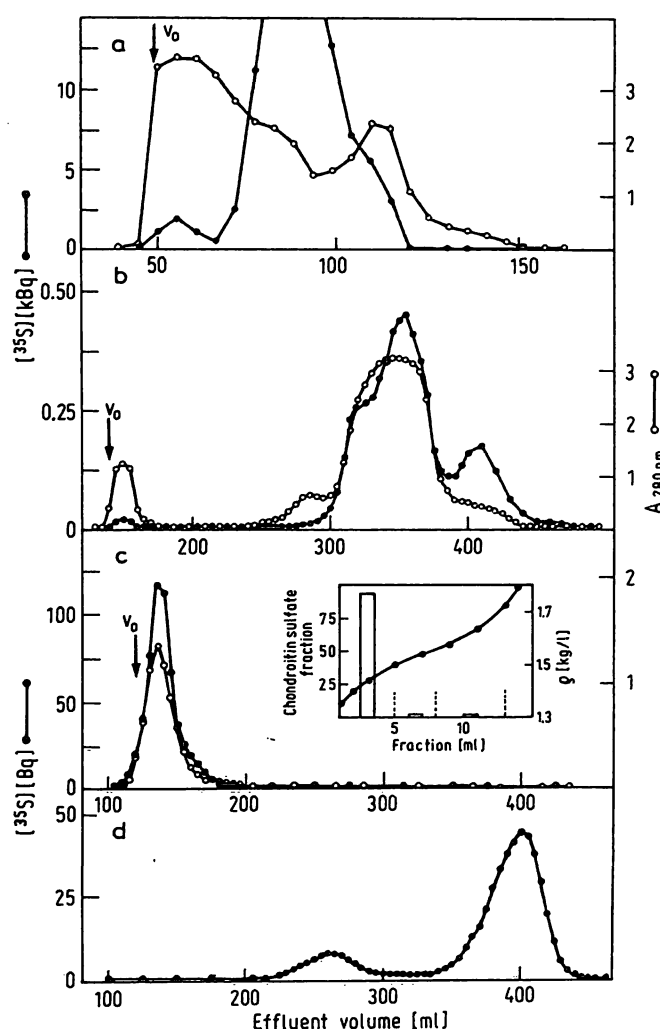 a
V₀
10
5
0
3
2
1
50
100
150
[³⁵S][kBq]
b
0.50
0.25
0
V₀
3
2
1
A 280 nm
200
300
400
c
100
50
0
V₀
2
1
Chondroitin sulfate
fraction
75
50
25
1.7
1.5
1.3
ϱ [kg/l]
5
10
Fraction [ml]
100
200
300
400
[³⁵S][Bq]
d
50
25
0
100
200
300
400
Effluent volume [ml]